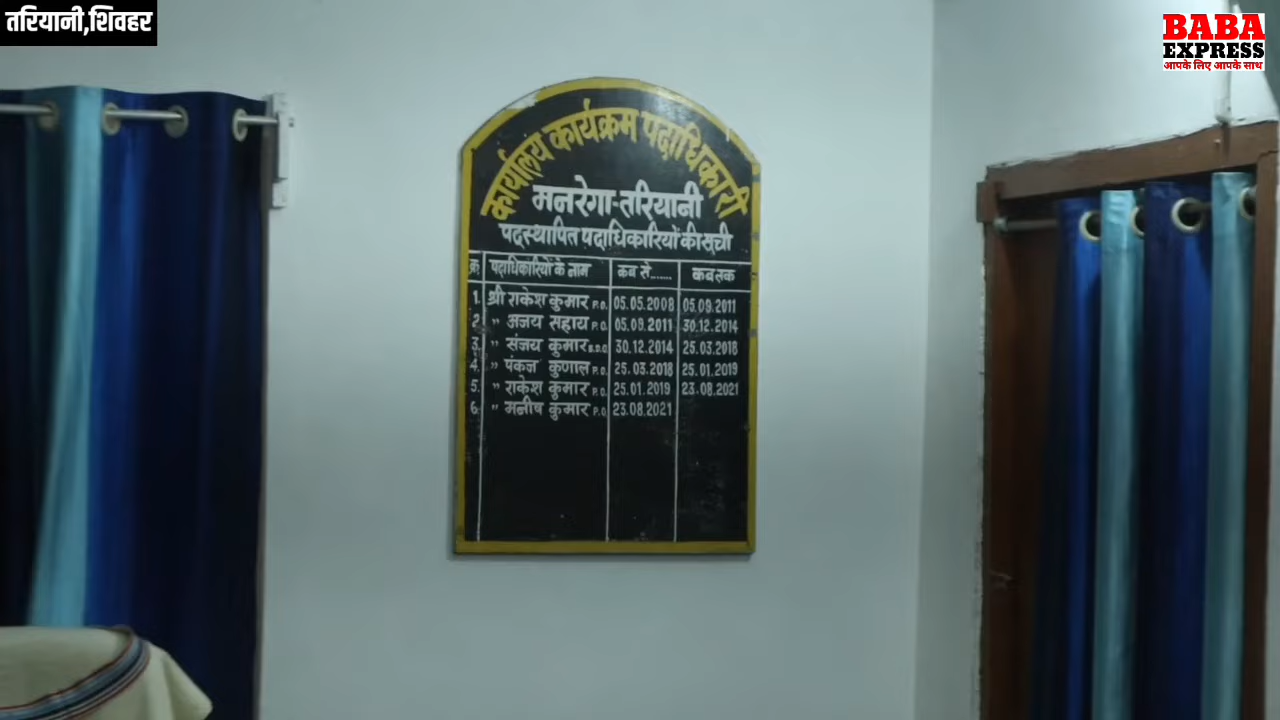 तरियानी,शिवहर
BABA
EXPRESS
आपके लिए आपके साथ
कार्यालय कार्यक्रम पदाधिकारी
मनरेगा-तरियानी
पदस्थापित पदाधिकारियों की सूची
क्र. पदाधिकारियों के नाम कब से....... कब तक
1. श्री राकेश कुमार P.O. 05.05.2008 05.09.2011
2. ,, अजय सहाय P.O. 05.09.2011 30.12.2014
3. ,, संजय कुमार B.D.O. 30.12.2014 25.03.2018
4. ,, पंकज कुणाल P.O. 25.03.2018 25.01.2019
5. ,, राकेश कुमार P.O. 25.01.2019 23.08.2021
6. ,, मनीष कुमार P.O. 23.08.2021